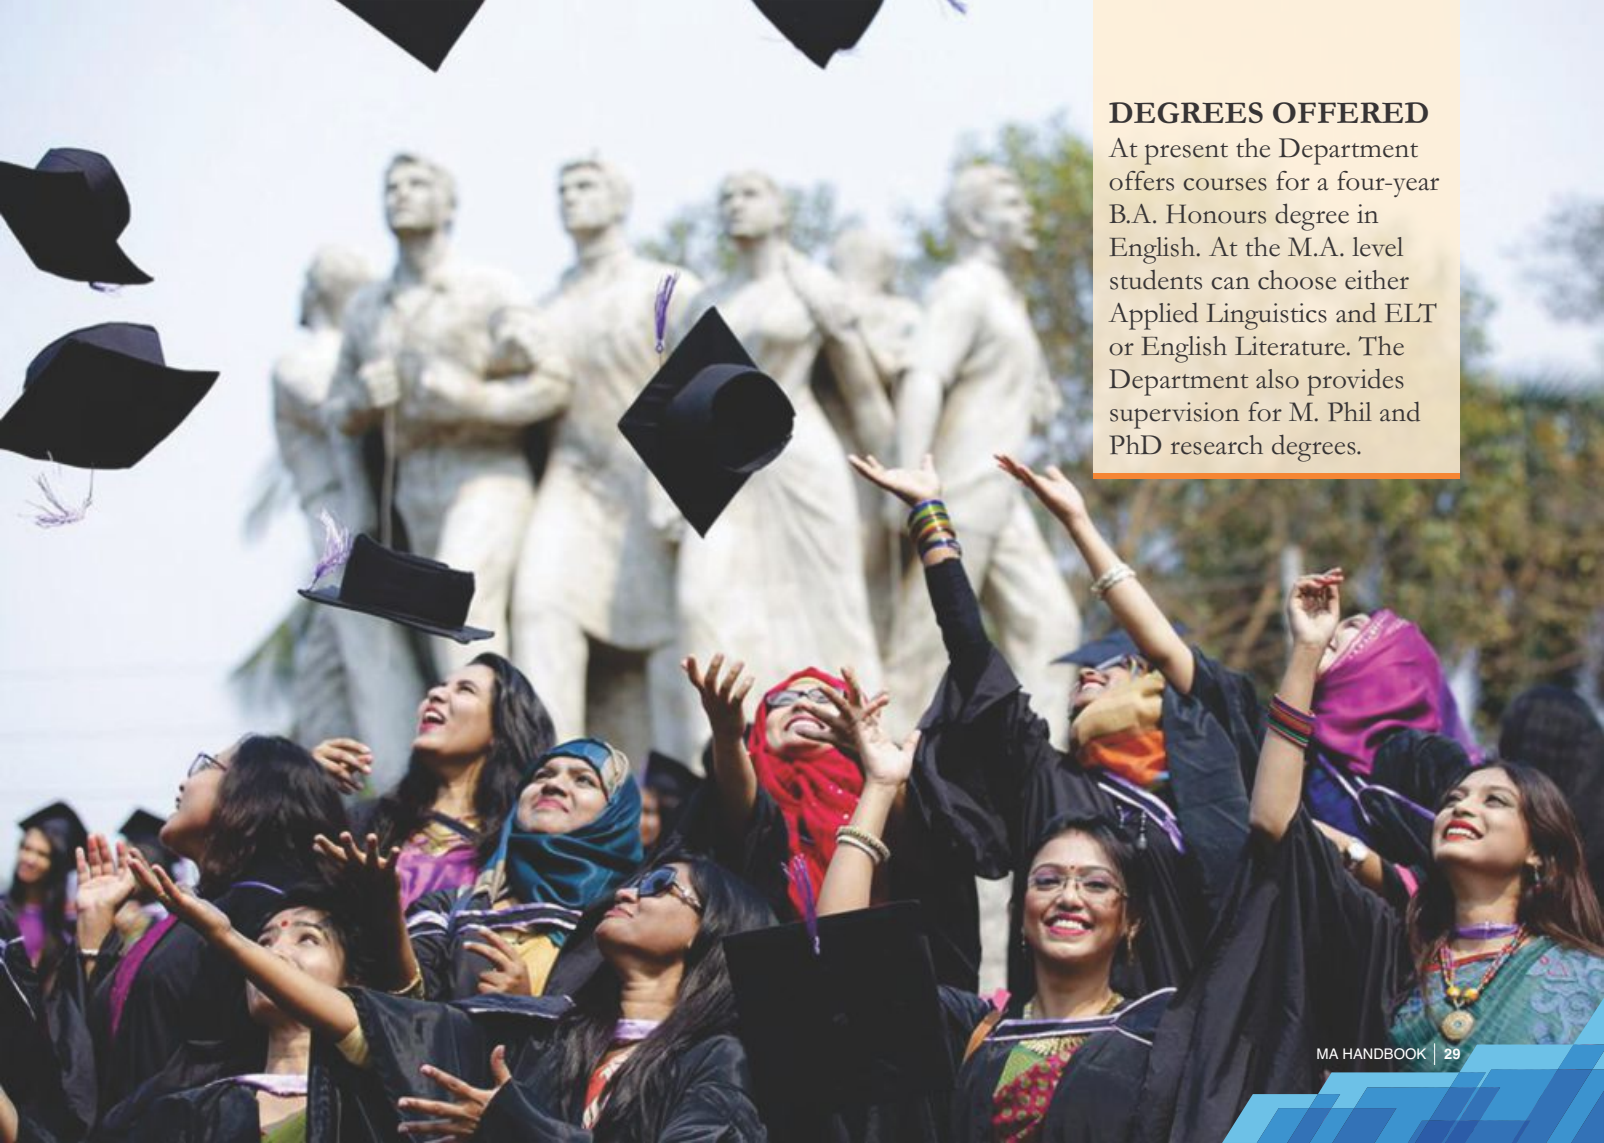 DEGREES OFFERED
At present the Department
offers courses for a four-year
B.A. Honours degree in
English. At the M.A. level
students can choose either
Applied Linguistics and ELT
or English Literature. The
Department also provides
supervision for M. Phil and
PhD research degrees.
MA HANDBOOK | 29